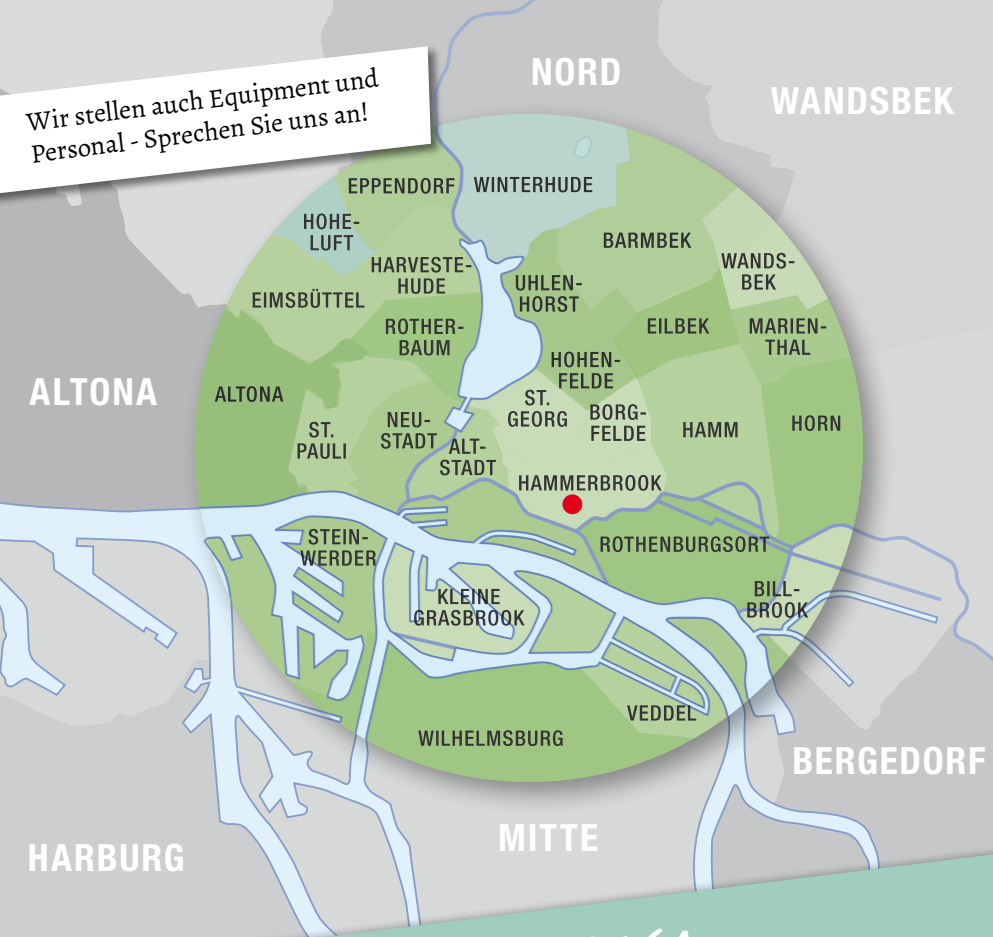 NORD
WANDSBEK
Wir stellen auch Equipment und
Personal - Sprechen Sie uns an!
EPPENDORF
WINTERHUDE
HOHE-
LUFT
BARMBEK
HARVESTE-
HUDE
WANDS-
BEK
UHLEN-
HORST
EIMSBÜTTEL
ROTHER-
BAUM
EILBEK
MARIEN-
THAL
HOHEN-
FELDE
ALTONA
ALTONA
ST.
GEORG
BORG-
FELDE
NEU-
STADT
ST.
PAULI
HAMM
HORN
ALT-
STADT
HAMMERBROOK
STEIN-
WERDER
ROTHENBURGSORT
KLEINE
GRASBROOK
BILL-
BROOK
VEDDEL
WILHELMSBURG
BERGEDORF
MITTE
HARBURG